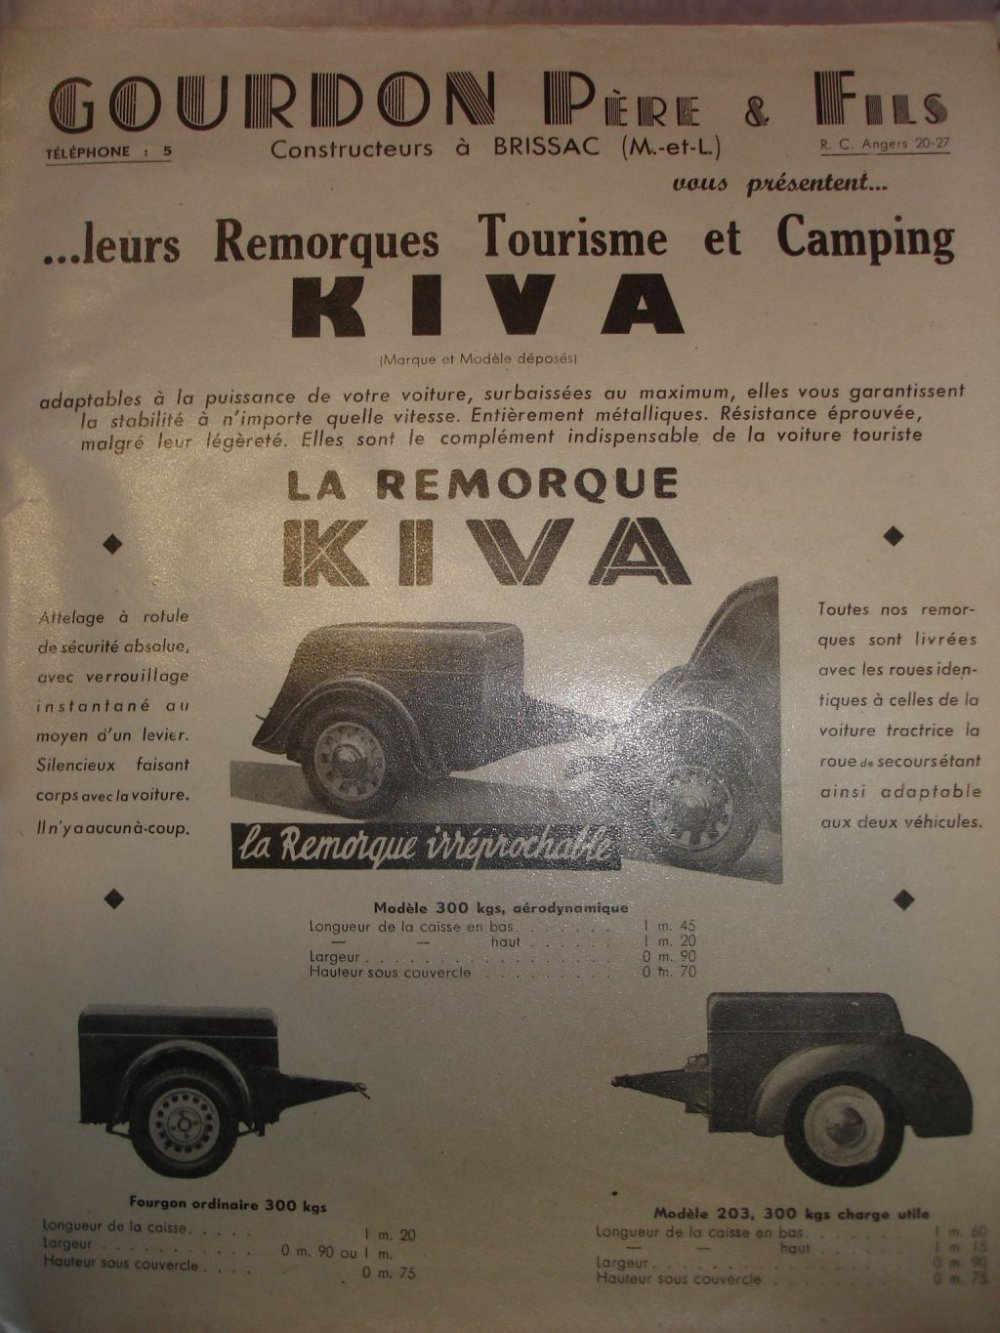 GOURDON PÈRE & FILS
TÉLÉPHONE : 5
Constructeurs à BRISSAC (M.-et-L.)
R. C. Angers 20-27
vous présentent...
...leurs Remorques Tourisme et Camping
KIVA
(Marque et Modèle déposés)
adaptables à la puissance de votre voiture, surbaissées au maximum, elles vous garantissent
la stabilité à n'importe quelle vitesse. Entièrement métalliques. Résistance éprouvée,
malgré leur légèreté. Elles sont le complément indispensable de la voiture touriste
LA REMORQUE
KIVA
Attelage à rotule
de sécurité absolue,
avec verrouillage
instantané au
moyen d'un levier.
Silencieux faisant
corps avec la voiture.
Il n'y a aucun à-coup.
Toutes nos remor-
ques sont livrées
avec les roues iden-
tiques à celles de la
voiture tractrice la
roue de secours étant
ainsi adaptable
aux deux véhicules.
la Remorque irréprochable
Modèle 300 kgs, aérodynamique
Longueur de la caisse en bas. . . . . . . 1 m. 45
— — haut . . . . . . 1 m. 20
Largeur . . . . . . . . . . . . . . . . 0 m. 90
Hauteur sous couvercle . . . . . . . . . 0 m. 70
Fourgon ordinaire 300 kgs
Longueur de la caisse. . . . . 1 m. 20
Largeur . . . . . . . . . . 0 m. 90 ou 1 m.
Hauteur sous couvercle . . . . 0 m. 75
Modèle 203, 300 kgs charge utile
Longueur de la caisse en bas. . . . . . . . 1 m. 60
— — haut . . . . . . 1 m. 15
Largeur. . . . . . . . . . . . . . . . 0 m. 90
Hauteur sous couvercle . . . . . . . . . 0 m. 75